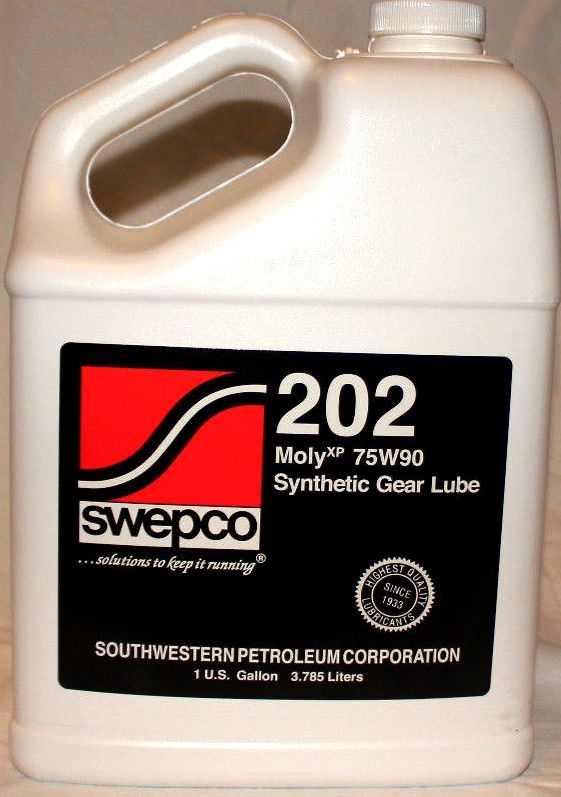 202
Moly XP 75W90
Synthetic Gear Lube
swepco
...solutions to keep it running®
HIGHEST QUALITY
SINCE
1933
LUBRICANTS
SOUTHWESTERN PETROLEUM CORPORATION
1 U.S. Gallon 3.785 Liters